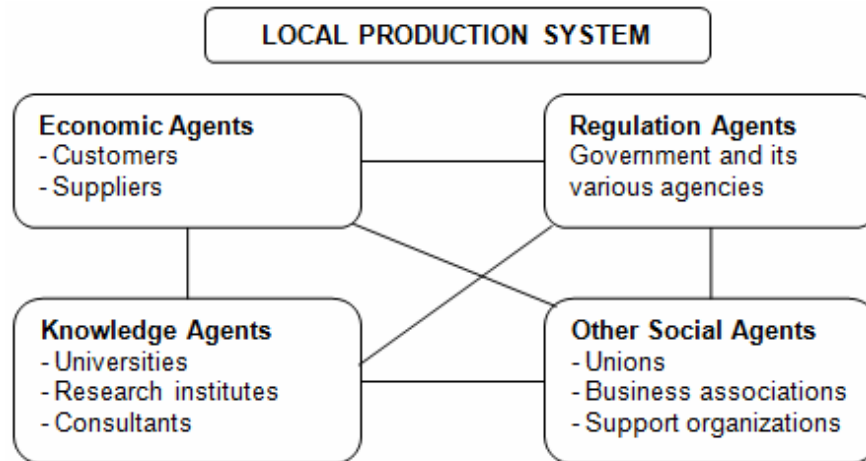 LOCAL PRODUCTION SYSTEM
Economic Agents
- Customers
- Suppliers
Regulation Agents
Government and its
various agencies
Knowledge Agents
- Universities
- Research institutes
- Consultants
Other Social Agents
- Unions
- Business associations
- Support organizations